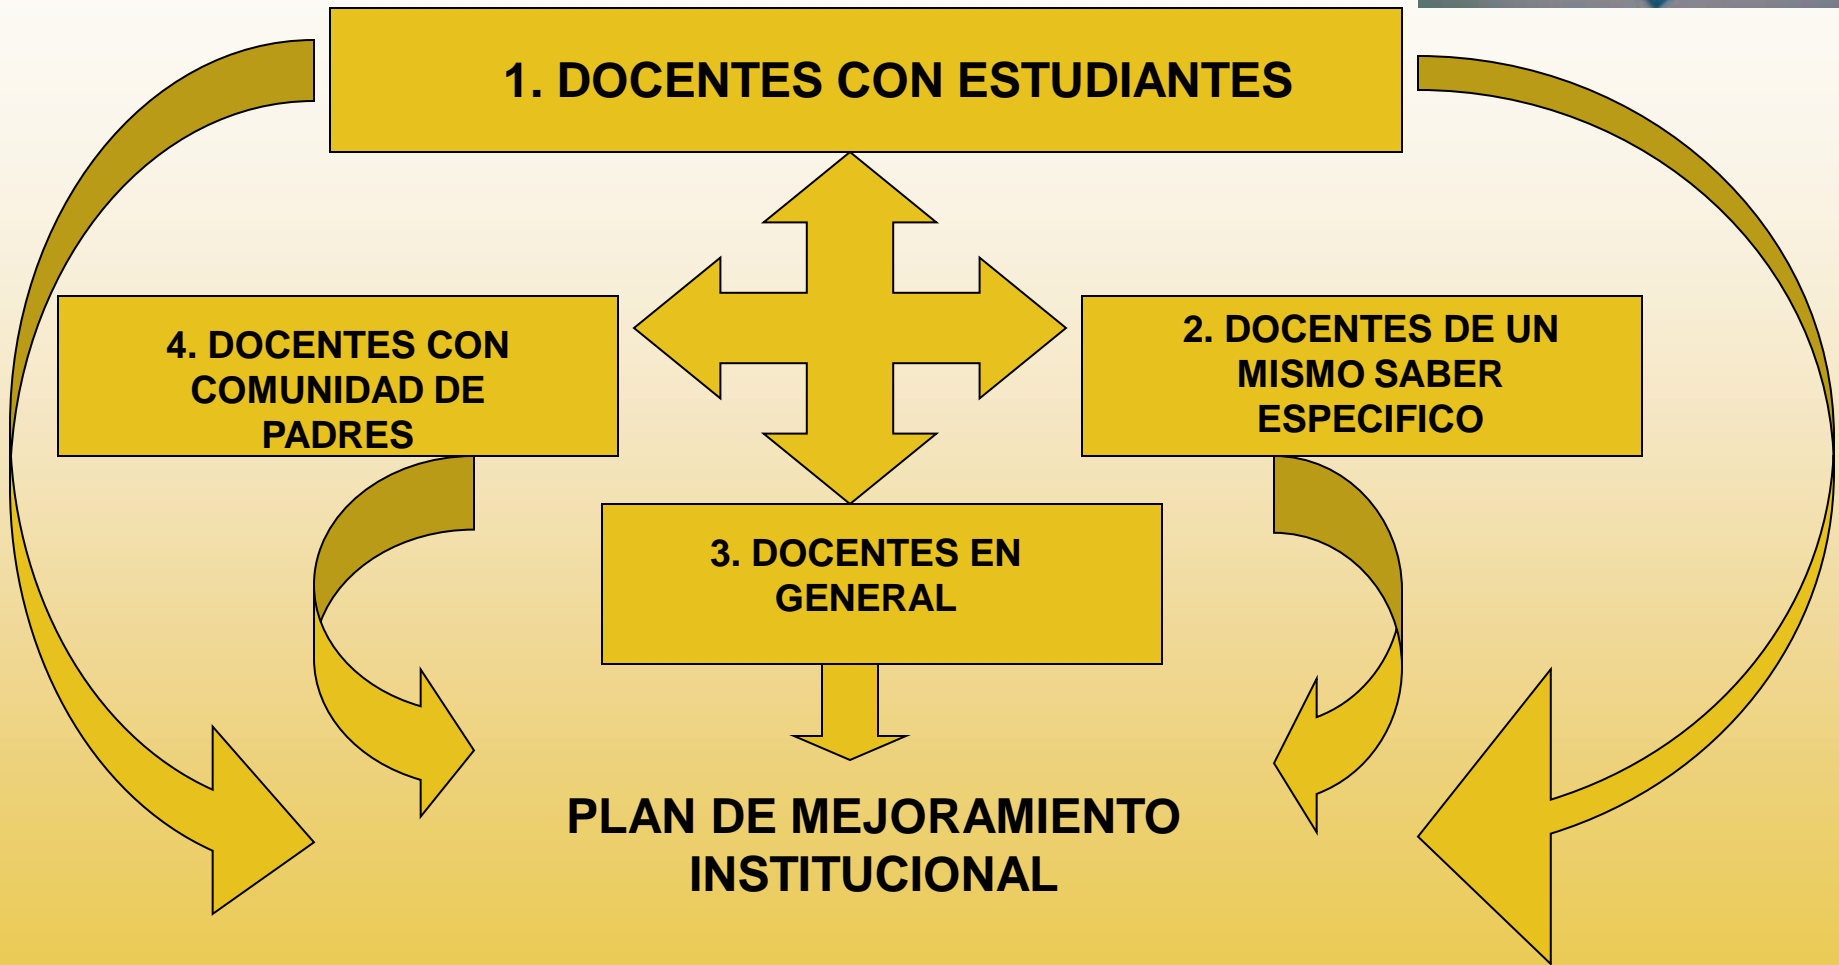 1. DOCENTES CON ESTUDIANTES
4. DOCENTES CON
COMUNIDAD DE
PADRES
2. DOCENTES DE UN
MISMO SABER
ESPECIFICO
3. DOCENTES EN
GENERAL
PLAN DE MEJORAMIENTO
INSTITUCIONAL